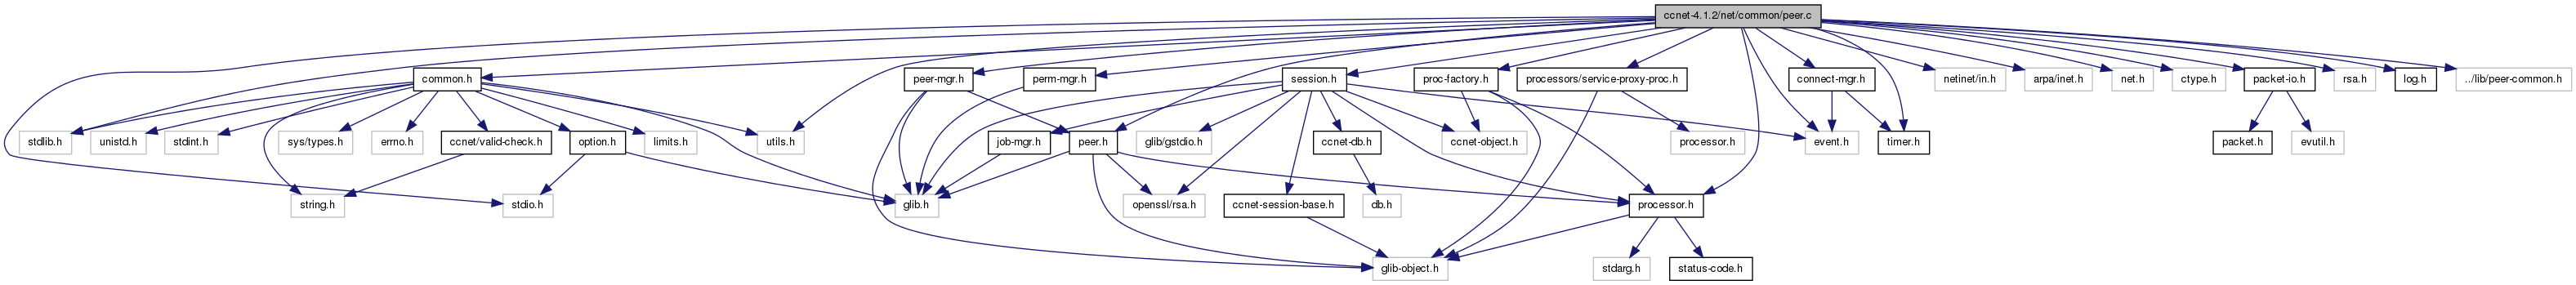 ccnet-4.1.2/net/common/peer.c
common.h
peer-mgr.h
perm-mgr.h
session.h
proc-factory.h
processors/service-proxy-proc.h
connect-mgr.h
netinet/in.h
arpa/inet.h
net.h
ctype.h
packet-io.h
rsa.h
log.h
../lib/peer-common.h
stdlib.h
unistd.h
stdint.h
sys/types.h
errno.h
ccnet/valid-check.h
option.h
limits.h
utils.h
job-mgr.h
peer.h
glib/gstdio.h
ccnet-db.h
ccnet-object.h
processor.h
event.h
timer.h
packet.h
evutil.h
string.h
stdio.h
glib.h
openssl/rsa.h
ccnet-session-base.h
db.h
processor.h
glib-object.h
stdarg.h
status-code.h